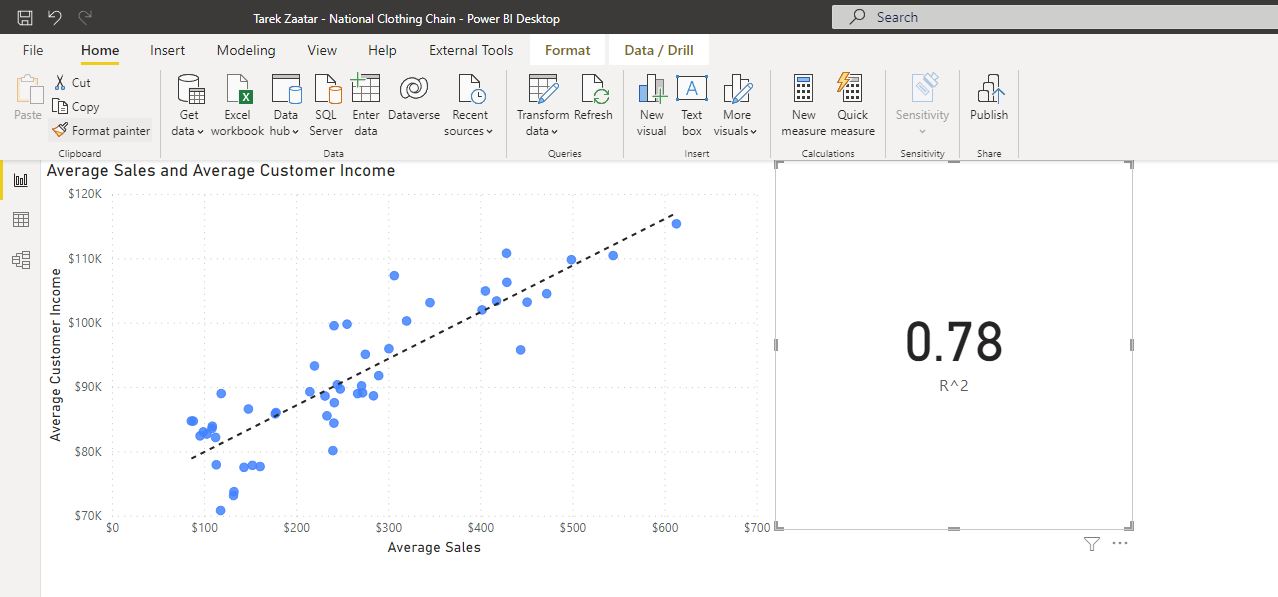 Tarek Zaatar - National Clothing Chain - Power BI Desktop
Search
File Home Insert Modeling View Help External Tools Format Data / Drill
Paste
Cut
Copy
Format painter
Clipboard
Get data
Excel workbook
Data hub
SQL Server
Enter data
Dataverse
Recent sources
Data
Transform data
Refresh
Queries
New visual
Text box
More visuals
Insert
New measure
Quick measure
Calculations
Sensitivity
Sensitivity
Publish
Share
Average Sales and Average Customer Income
Average Customer Income
$120K
$110K
$100K
$90K
$80K
$70K
$0 $100 $200 $300 $400 $500 $600 $700
Average Sales
0.78
R^2